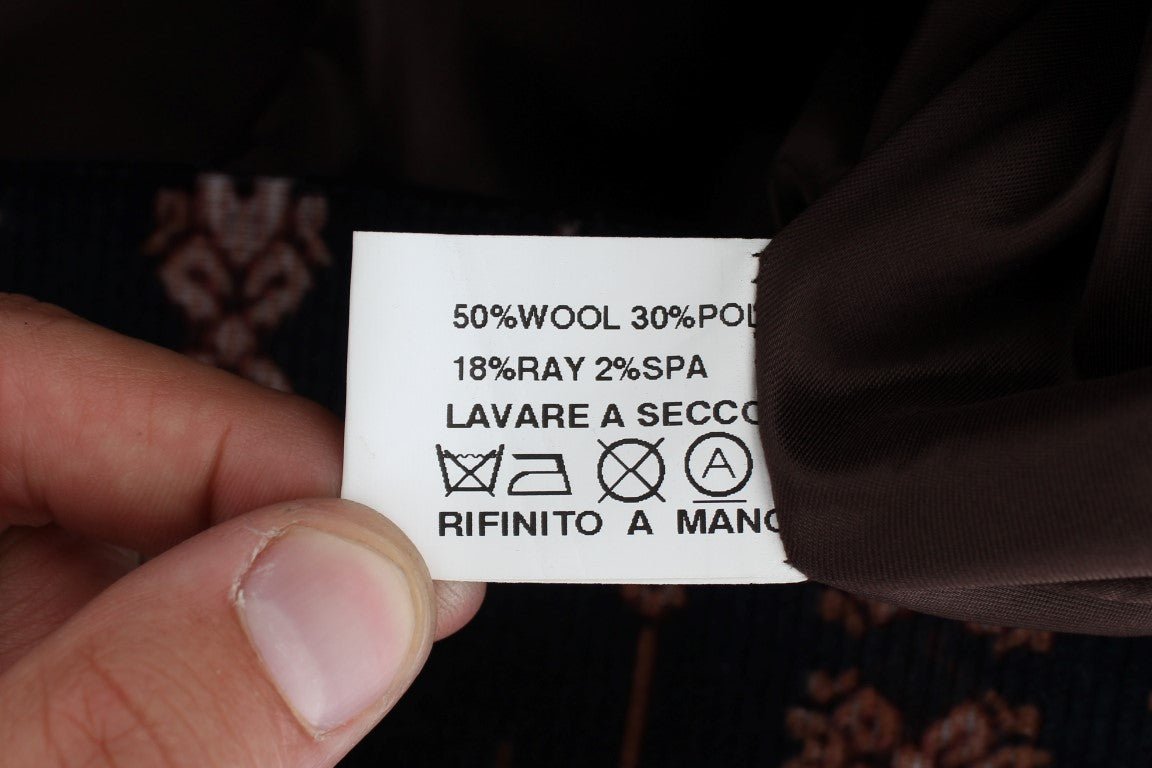 50%WOOL 30%POL
18%RAY 2%SPA
LAVARE A SECCO
A
RIFINITO A MANO